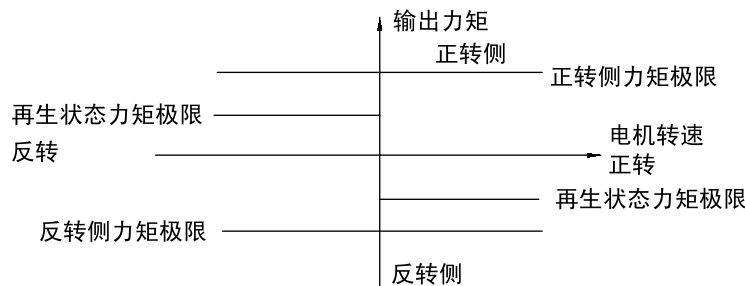 输出力矩
正转侧
正转侧力矩极限
再生状态力矩极限
反转
电机转速
正转
再生状态力矩极限
反转侧力矩极限
反转侧